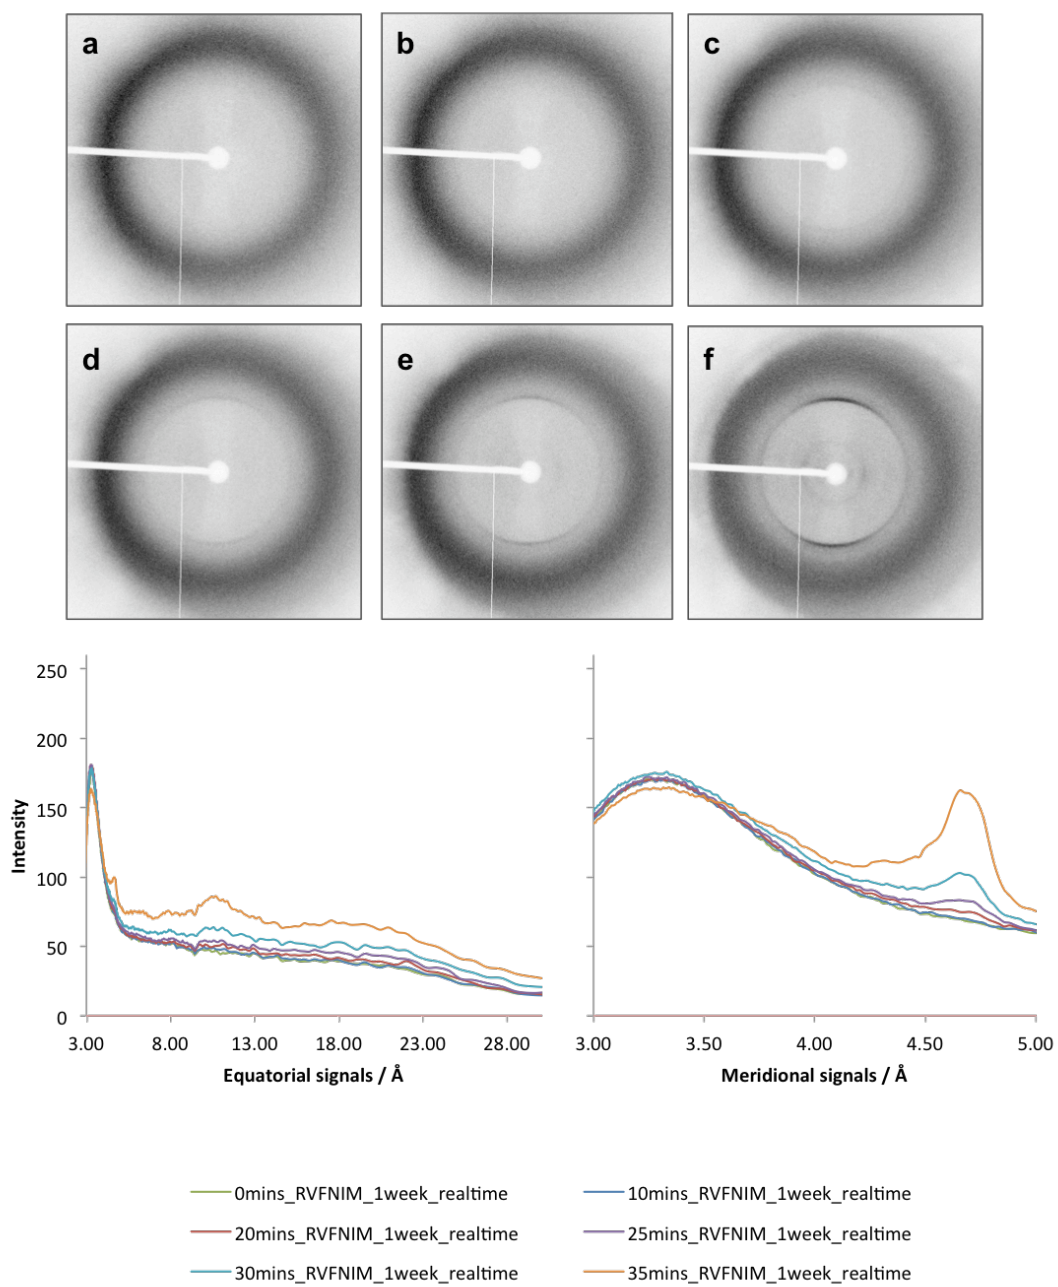 a b c
d e f
250
200
150
100
50
0
Intensity
3.00 8.00 13.00 18.00 23.00 28.00
3.00 3.50 4.00 4.50 5.00
Equatorial signals / Å
Meridional signals / Å
0mins_RVFNIM_1week_realtime
10mins_RVFNIM_1week_realtime
20mins_RVFNIM_1week_realtime
25mins_RVFNIM_1week_realtime
30mins_RVFNIM_1week_realtime
35mins_RVFNIM_1week_realtime